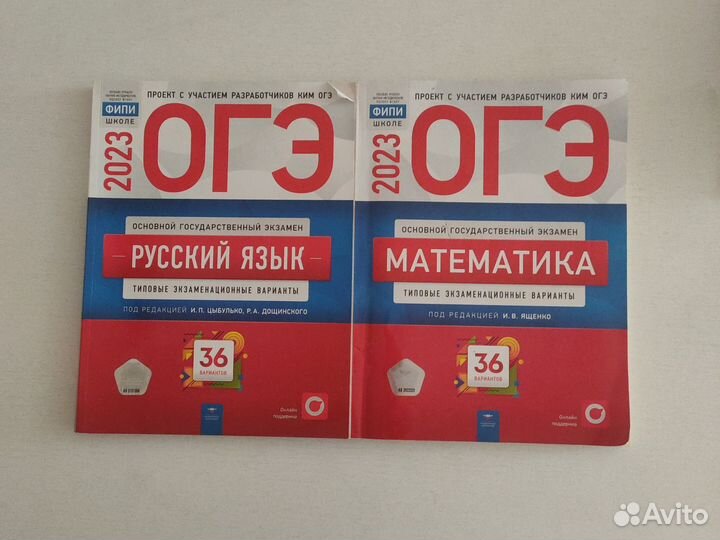 ПРОЕКТ С УЧАСТИЕМ РАЗРАБОТЧИКОВ КИМ ОГЭ
ФИПИ
ШКОЛЕ
2023
ОГЭ
ОСНОВНОЙ ГОСУДАРСТВЕННЫЙ ЭКЗАМЕН
РУССКИЙ ЯЗЫК
ТИПОВЫЕ ЭКЗАМЕНАЦИОННЫЕ ВАРИАНТЫ
ПОД РЕДАКЦИЕЙ И.П. ЦЫБУЛЬКО, Р.А. ДОЩИНСКОГО
36
ВАРИАНТОВ
Онлайн
поддержка
ПРОЕКТ С УЧАСТИЕМ РАЗРАБОТЧИКОВ КИМ ОГЭ
ФИПИ
ШКОЛЕ
2023
ОГЭ
ОСНОВНОЙ ГОСУДАРСТВЕННЫЙ ЭКЗАМЕН
МАТЕМАТИКА
ТИПОВЫЕ ЭКЗАМЕНАЦИОННЫЕ ВАРИАНТЫ
ПОД РЕДАКЦИЕЙ И.В. ЯЩЕНКО
36
ВАРИАНТОВ
Онлайн
поддержка
Avito